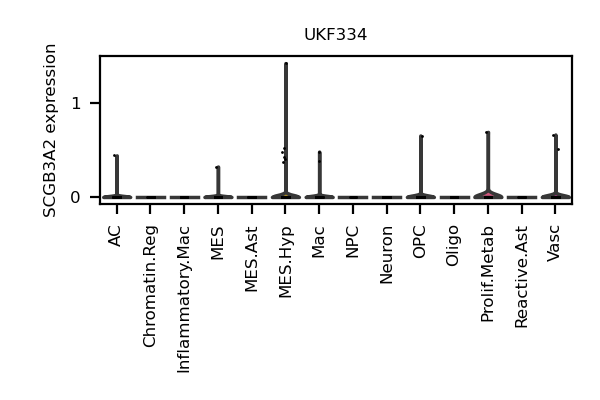 UKF334
SCGB3A2 expression
1
0
AC
Chromatin.Reg
Inflammatory.Mac
MES
MES.Ast
MES.Hyp
Mac
NPC
Neuron
OPC
Oligo
Prolif.Metab
Reactive.Ast
Vasc